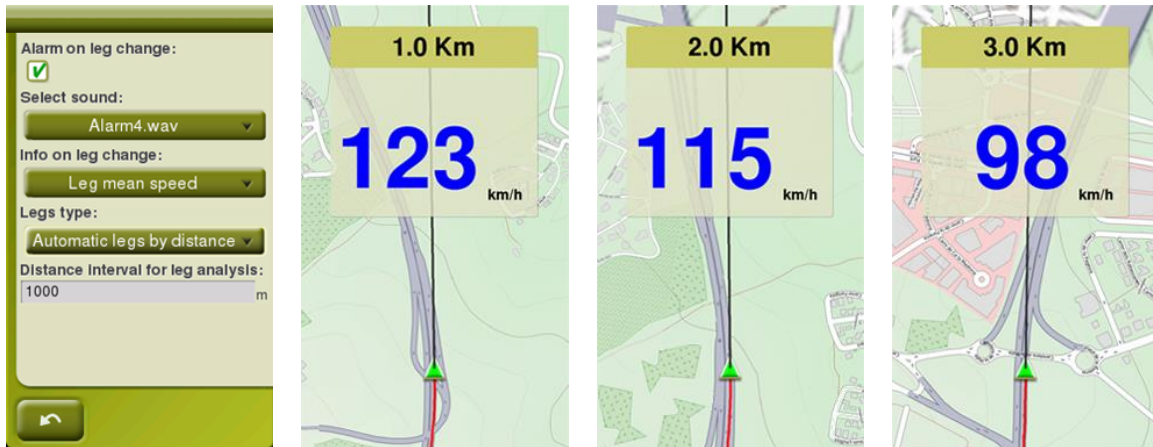 Alarm on leg change:
Select sound:
Alarm4.wav
Info on leg change:
Leg mean speed
Legs type:
Automatic legs by distance
Distance interval for leg analysis:
1000
m
1.0 Km
123
km/h
2.0 Km
115
km/h
3.0 Km
98
km/h